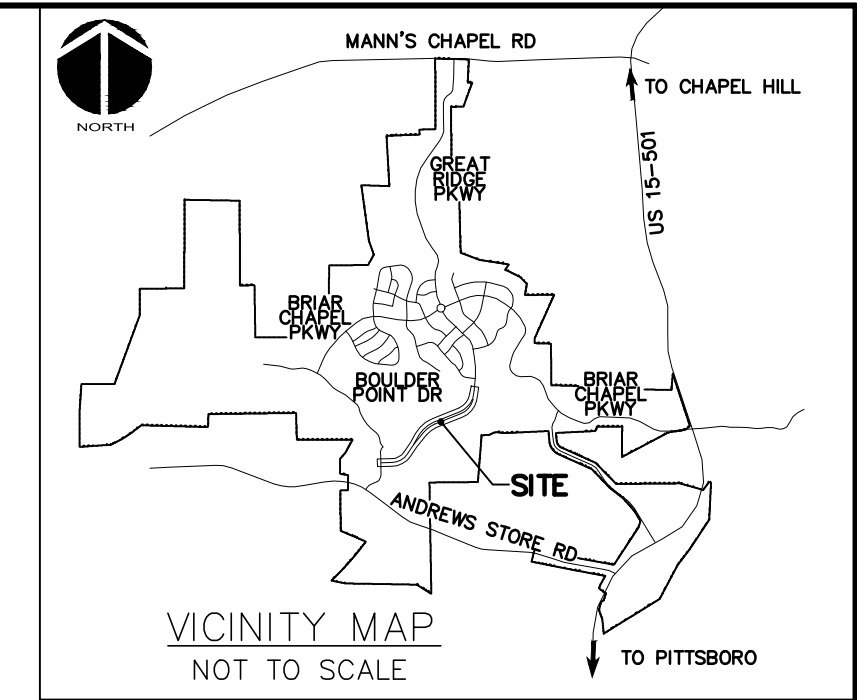 MANN'S CHAPEL RD
NORTH
TO CHAPEL HILL
US 15-501
GREAT
RIDGE
PKWY
BRIAR
CHAPEL
PKWY
BOULDER
POINT DR
BRIAR
CHAPEL
PKWY
SITE
ANDREWS STORE RD
VICINITY MAP
NOT TO SCALE
TO PITTSBORO